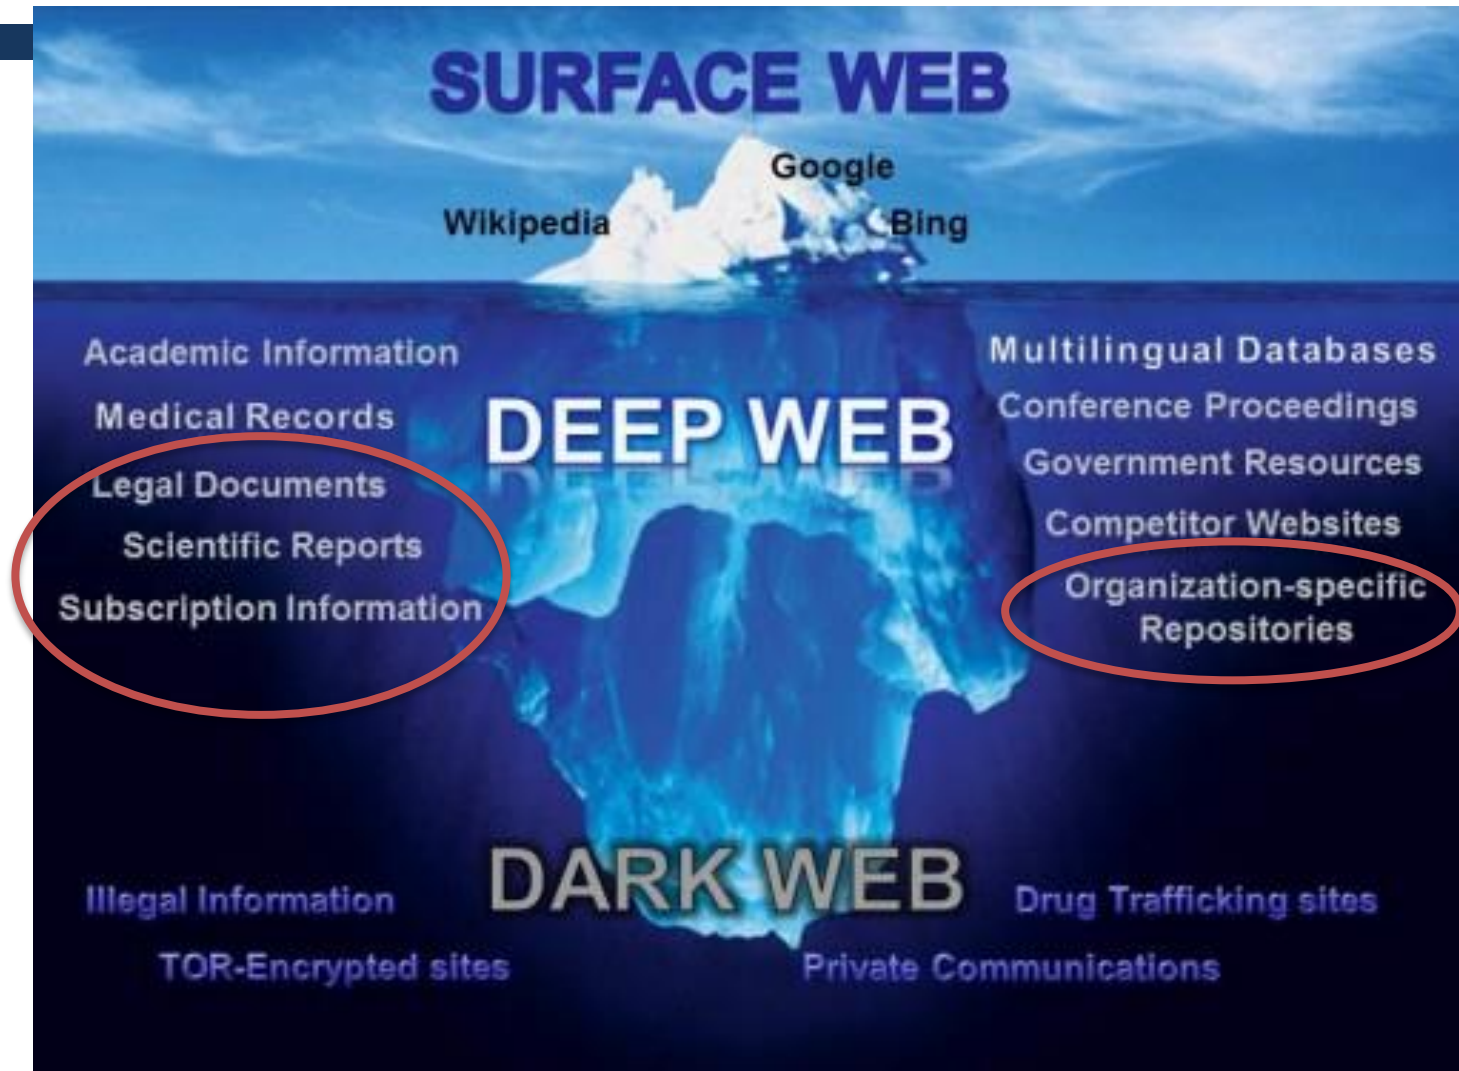 SURFACE WEB
Google
Wikipedia
Bing
Academic Information
Medical Records
Legal Documents
Scientific Reports
Subscription Information
DEEP WEB
Multilingual Databases
Conference Proceedings
Government Resources
Competitor Websites
Organization-specific
Repositories
DARK WEB
Illegal Information
TOR-Encrypted sites
Drug Trafficking sites
Private Communications